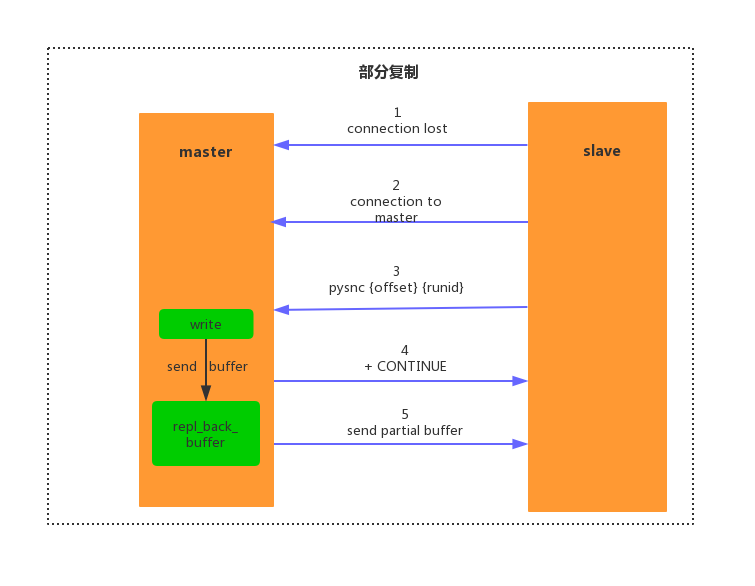 部分复制
1
connection lost
master
slave
2
connection to
master
3
pysnc {offset} {runid}
write
4
send buffer
+ CONTINUE
5
repl_back_
send partial buffer
buffer